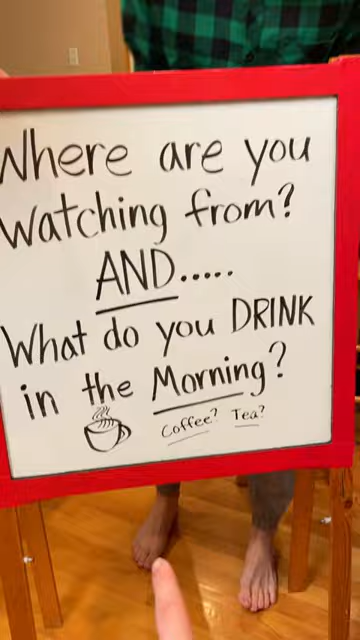 Where are you
Watching from?
AND.....
What do you DRINK
in the Morning?
Coffee? Tea?